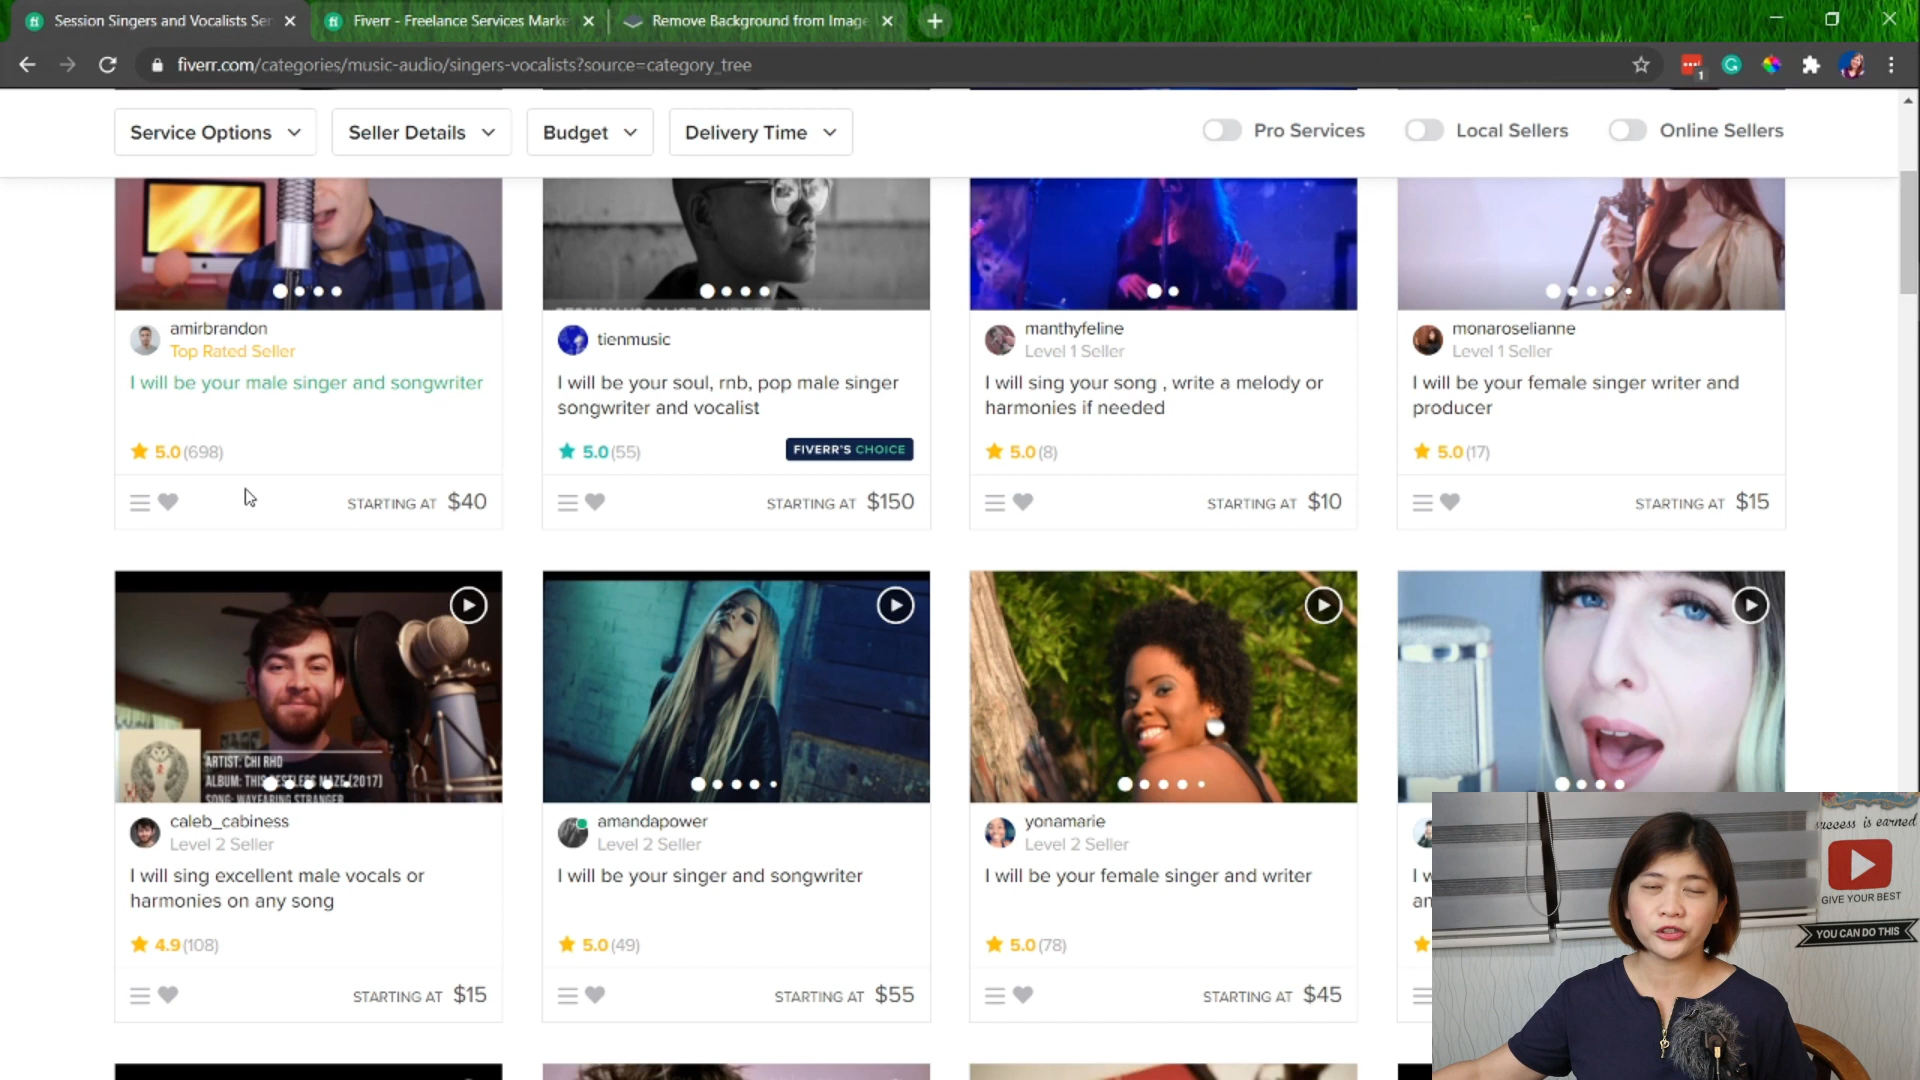 Session Singers and Vocalists Ser
Fiverr - Freelance Services Marke
Remove Background from Image
fiverr.com/categories/music-audio/singers-vocalists?source=category_tree
1
Service Options
Seller Details
Budget
Delivery Time
Pro Services
Local Sellers
Online Sellers
amirbrandon
Top Rated Seller
I will be your male singer and songwriter
5.0(698)
STARTING AT $40
tienmusic
I will be your soul, rnb, pop male singer
songwriter and vocalist
5.0(55)
FIVERR'S CHOICE
STARTING AT $150
manthyfeline
Level 1 Seller
I will sing your song , write a melody or
harmonies if needed
5.0(8)
STARTING AT $10
monaroselianne
Level 1 Seller
I will be your female singer writer and
producer
5.0(17)
STARTING AT $15
ARTIST: CHI RHO
ALBUM: THIS RESTLESS MAZE (2017)
SONG: WAYFARING STRANGER
caleb_cabiness
Level 2 Seller
I will sing excellent male vocals or
harmonies on any song
4.9(108)
STARTING AT $15
amandapower
Level 2 Seller
I will be your singer and songwriter
5.0(49)
STARTING AT $55
yonamarie
Level 2 Seller
I will be your female singer and writer
5.0(78)
STARTING AT $45
success is earned
GIVE YOUR BEST
YOU CAN DO THIS